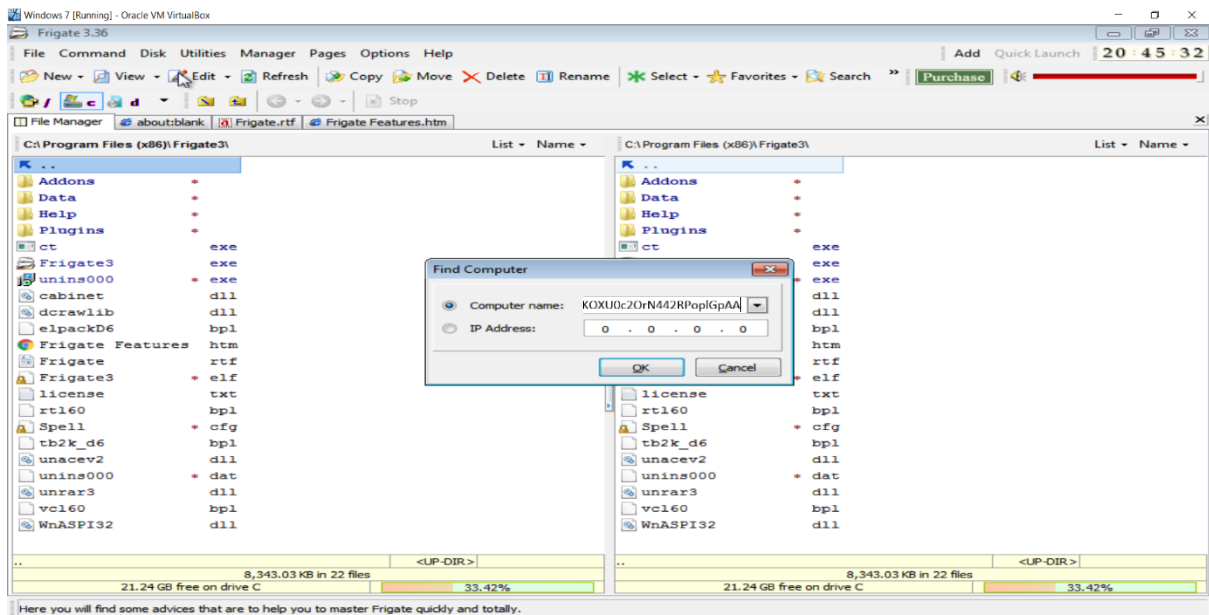 Windows 7 [Running] - Oracle VM VirtualBox
Frigate 3.36
File Command Disk Utilities Manager Pages Options Help Add Quick Launch 20:45:32
New View Edit Refresh Copy Move Delete Rename Select Favorites Search » Purchase
/ c d Stop
File Manager about:blank Frigate.rtf Frigate Features.htm
C:\Program Files (x86)\Frigate3\ List Name C:\Program Files (x86)\Frigate3\ List Name
.. ..
Addons * Addons *
Data * Data *
Help * Help *
Plugins * Plugins *
ct exe ct exe
Frigate3 exe exe
unins000 * exe * exe
cabinet dll dll
dcrawlib dll dll
elpackD6 bpl bpl
Frigate Features htm htm
Frigate rtf rtf
Frigate3 * elf * elf
license txt license txt
rtl60 bpl rtl60 bpl
Spell * cfg Spell * cfg
tb2k_d6 bpl tb2k_d6 bpl
unacev2 dll unacev2 dll
unins000 * dat unins000 * dat
unrar3 dll unrar3 dll
vcl60 bpl vcl60 bpl
WnASPI32 dll WnASPI32 dll
Find Computer
Computer name: KOXU0c2OrN442RPoplGpAA
IP Address: 0 . 0 . 0 . 0
OK Cancel
.. <UP-DIR> .. <UP-DIR>
8,343.03 KB in 22 files 8,343.03 KB in 22 files
21.24 GB free on drive C 33.42% 21.24 GB free on drive C 33.42%
Here you will find some advices that are to help you to master Frigate quickly and totally.